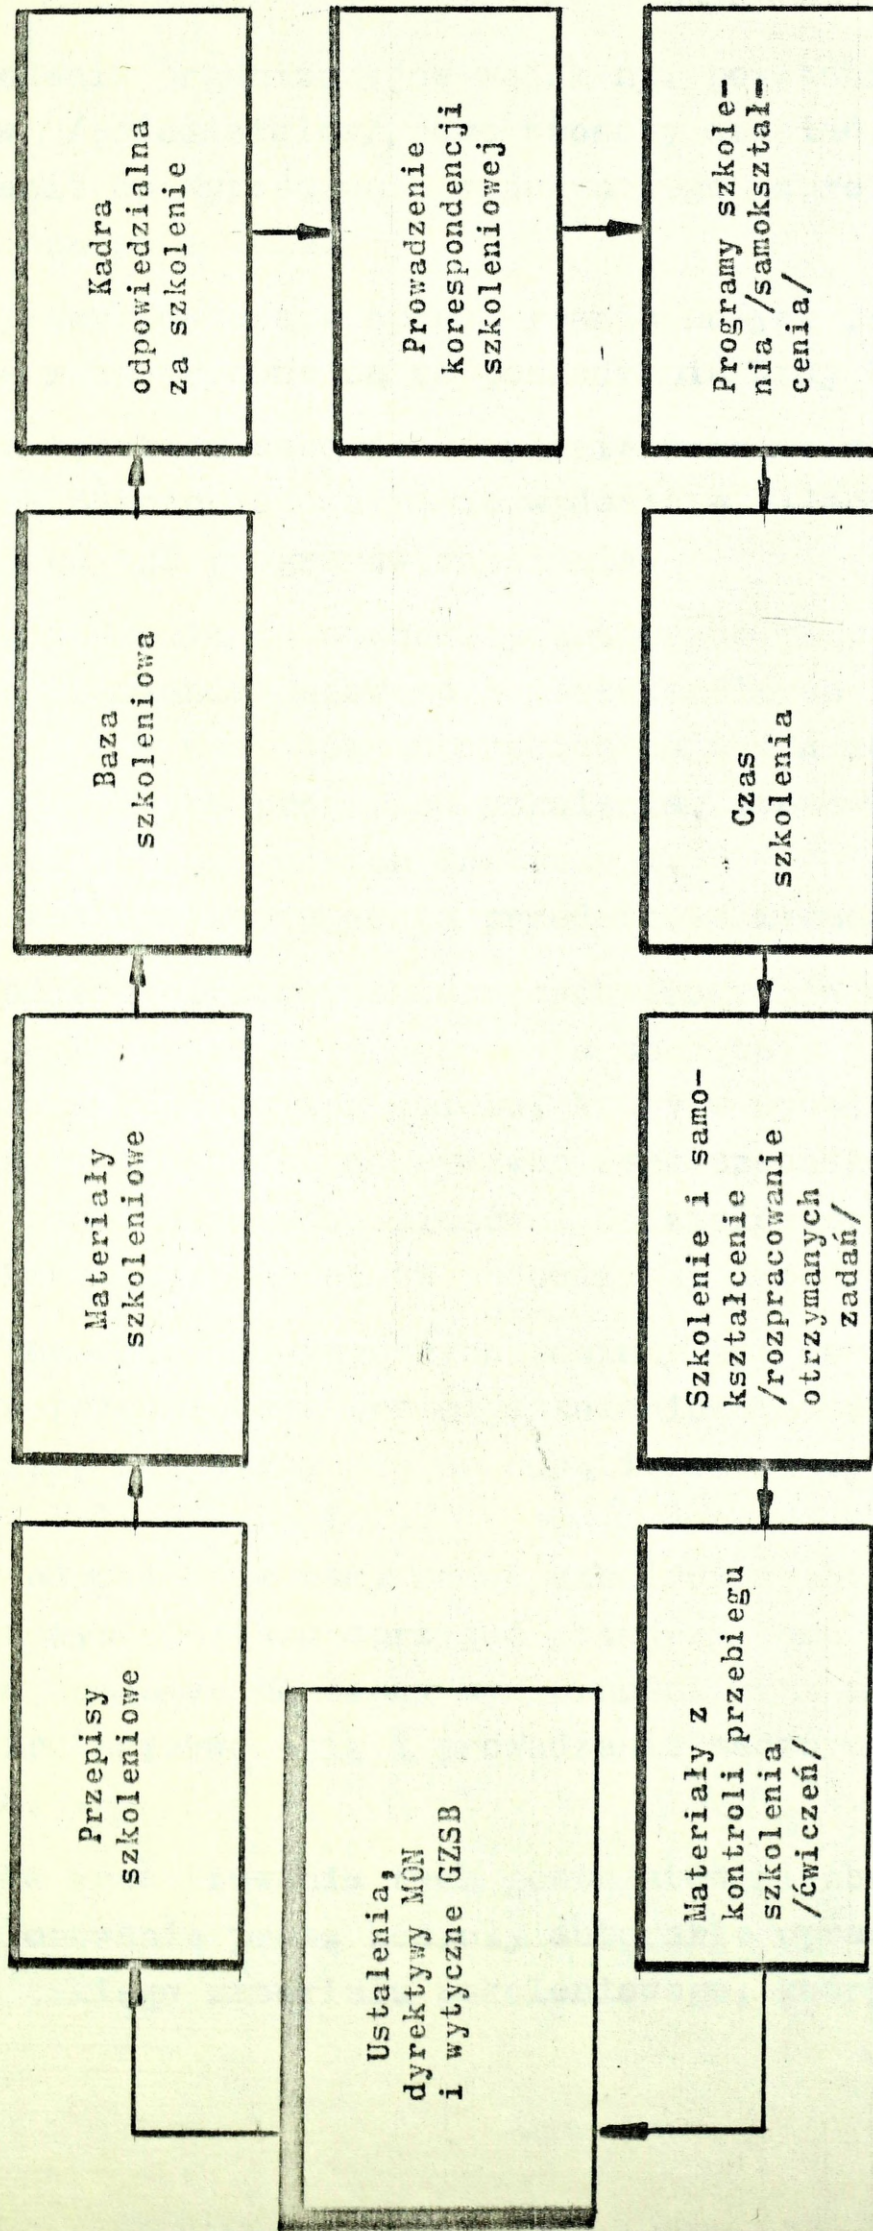 Ustalenia,
dyrektywy MON
i wytyczne GZSB
Przepisy
szkoleniowe
Materiały
szkoleniowe
Baza
szkoleniowa
Kadra
odpowiedzialna
za szkolenie
Prowadzenie
korespondencji
szkoleniowej
Programy szkole-
nia /samokształ-
cenia/
Czas
szkolenia
Szkolenie i samo-
kształcenie
/rozpracowanie
otrzymanych
zadań/
Materiały z
kontroli przebiegu
szkolenia
/ćwiczeń/